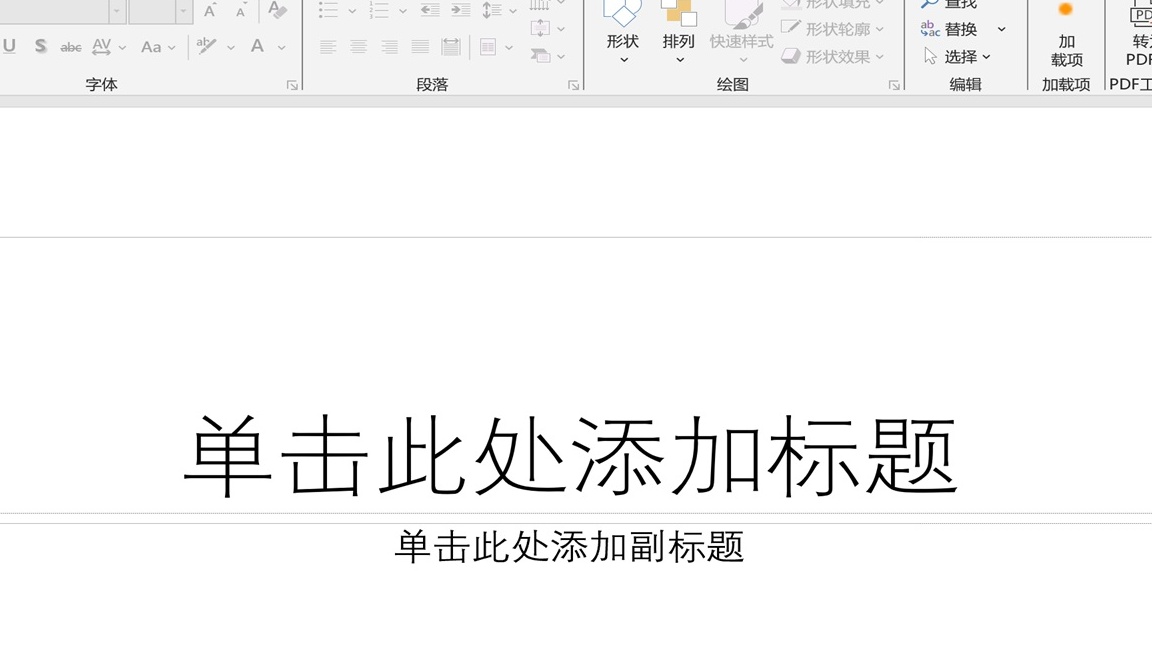 查找
形状填充
形状轮廓
替换
形状 排列 快速样式
U S abc AV Aa ab A
加载项
形状效果
选择
转
PDF
字体 段落 绘图 编辑 加载项 PDF工
单击此处添加标题
单击此处添加副标题